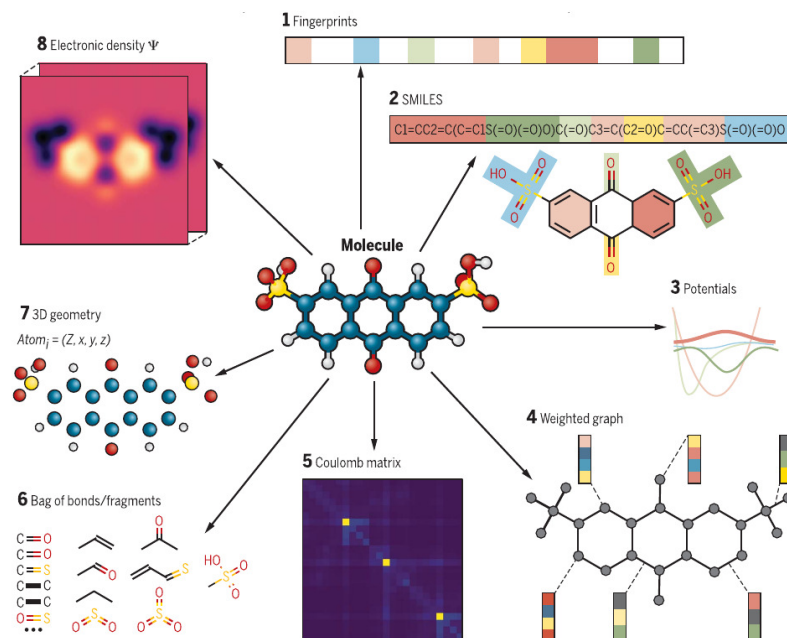 8 Electronic density Ψ
1 Fingerprints
2 SMILES
C1=CC2=C(C=C1S(=O)(=O)O)C(=O)C3=C(C2=O)C=CC(=C3)S(=O)(=O)O
HO
O
O
S
O
O
S
OH
O
O
Molecule
3 Potentials
7 3D geometry
Atomi = (Z, x, y, z)
4 Weighted graph
5 Coulomb matrix
6 Bag of bonds/fragments
C=O
C=O
C=S
C–C
C–C
O=S
•••
O
O
S
O
O
S
O
S
O
O
HO
O
S
O